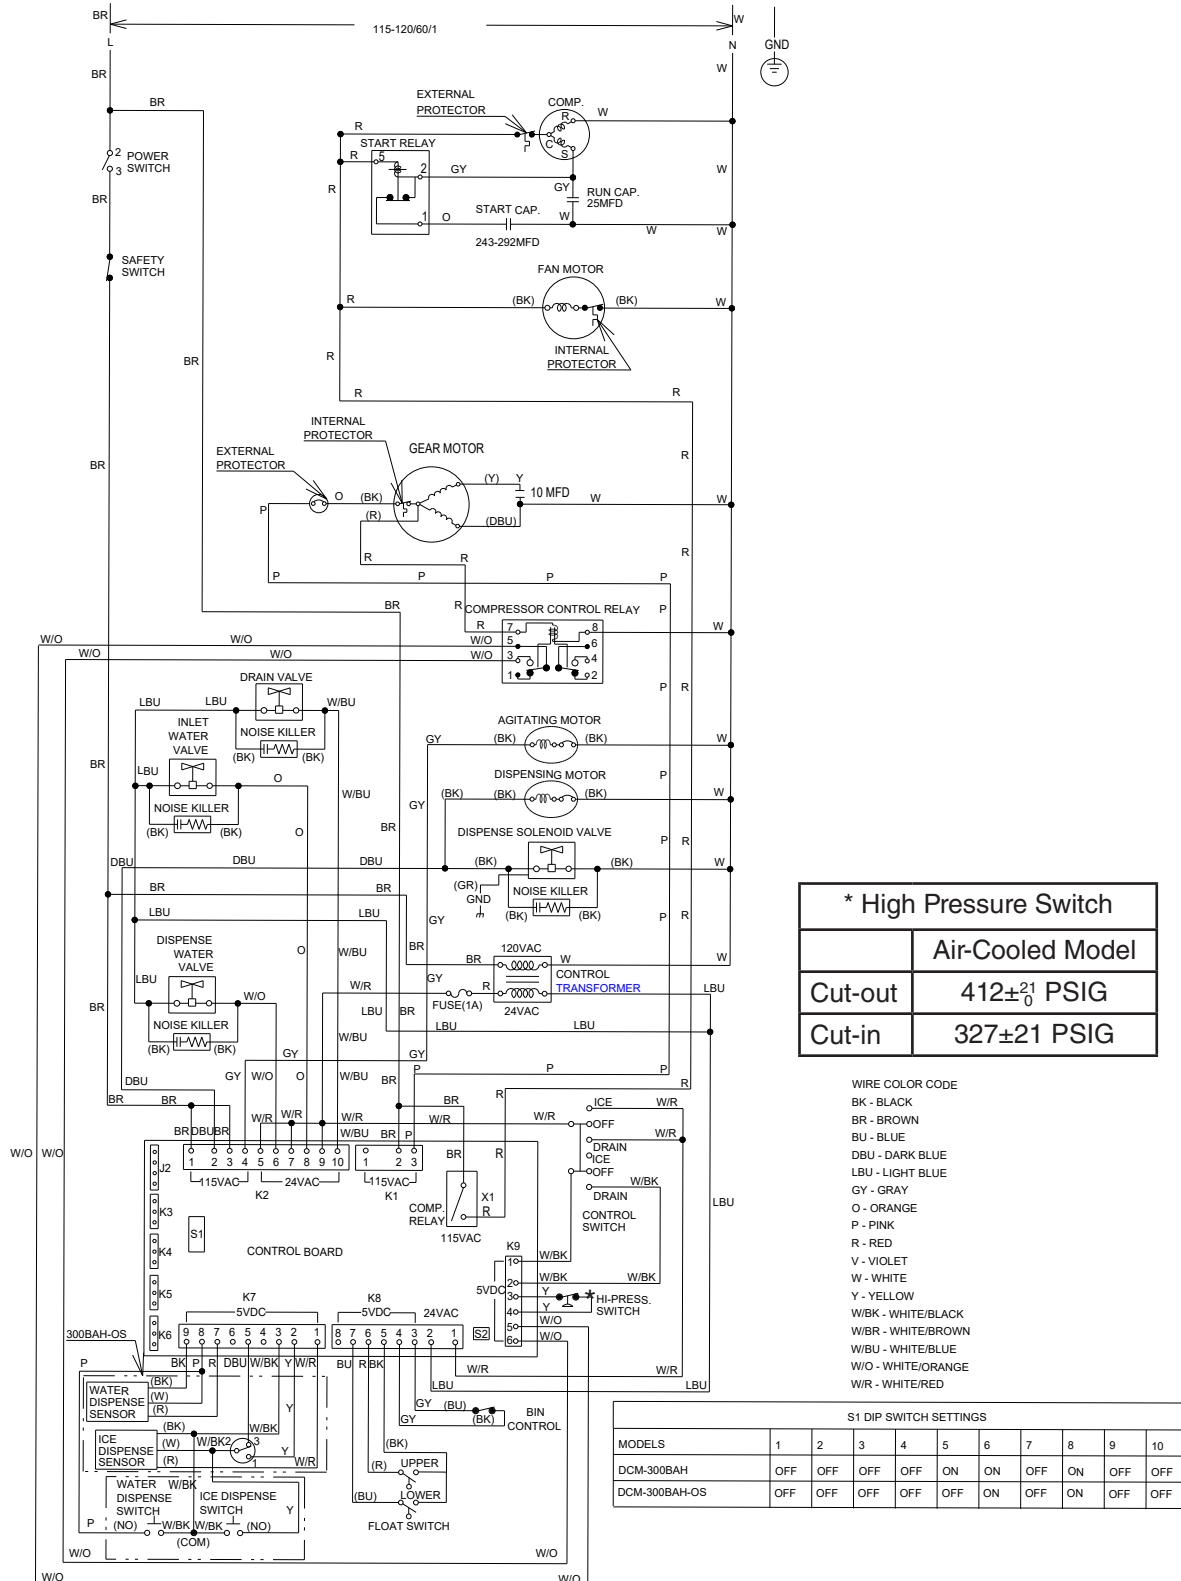 BR
W
115-120/60/1
L
N
GND
BR
W
BR
EXTERNAL
PROTECTOR
COMP.
W
R
R
C
S
START RELAY
2
POWER
3
SWITCH
R
5
2
GY
W
R
GY
RUN CAP.
25MFD
BR
1
O
START CAP.
W
W
W
243-292MFD
SAFETY
SWITCH
FAN MOTOR
R
(BK)
(BK)
W
BR
R
INTERNAL
PROTECTOR
R
R
INTERNAL
PROTECTOR
EXTERNAL
PROTECTOR
GEAR MOTOR
R
BR
(Y)
Y
O
(BK)
10 MFD
W
W
P
(R)
(DBU)
R
R
R
P
P
P
P
BR
R
COMPRESSOR CONTROL RELAY
P
R
7
8
W
W/O
W/O
W/O
5
6
W/O
W/O
W/O
3
4
1
2
DRAIN VALVE
P
R
LBU
LBU
W/BU
INLET
WATER
VALVE
NOISE KILLER
(BK)
(BK)
AGITATING MOTOR
GY
(BK)
(BK)
W
BR
LBU
O
DISPENSING MOTOR
P
W/BU
(BK)
(BK)
(BK)
W
NOISE KILLER
GY
(BK)
(BK)
O
BR
DISPENSE SOLENOID VALVE
P
R
DBU
DBU
DBU
(BK)
(BK)
W
BR
BR
(GR)
GND
NOISE KILLER
(BK)
(BK)
LBU
LBU
GY
P
R
DISPENSE
WATER
VALVE
O
W/BU
BR
120VAC
BR
W
W
LBU
GY
CONTROL
TRANSFORMER
W/R
R
LBU
W/O
FUSE(1A)
24VAC
BR
LBU
BR
NOISE KILLER
LBU
LBU
(BK)
(BK)
W/BU
GY
GY
DBU
GY
W/O
O
W/BU
BR
P
P
P
R
BR
BR
W/R
W/R
W/R
W/R
BR
R
W/R
ICE
W/R
OFF
BR
DBU
BR
W/BU
BR
P
W/R
DRAIN
W/O
W/O
J2
1 2 3 4 5 6 7 8 9 10
1
2
3
BR
R
ICE
OFF
115VAC
24VAC
115VAC
K2
K1
X1
DRAIN
W/BK
LBU
K3
COMP.
RELAY
R
CONTROL
SWITCH
S1
115VAC
K4
CONTROL BOARD
K9
1
W/BK
5VDC
2
W/BK
W/BK
K5
3
Y
*
HI-PRESS.
SWITCH
K7
5VDC
K8
5VDC
24VAC
4
Y
5
W/O
K6
S2
6
W/O
300BAH-OS
9 8 7 6 5 4 3 2 1
8 7 6 5 4 3 2 1
P
BK
P
R
DBU
W/BK
Y
W/R
BU
R
BK
W/R
WATER
DISPENSE
SENSOR
(BK)
(W)
(R)
LBU
LBU
GY
(BU)
BIN
CONTROL
Y
GY
(BK)
(BK)
W/BK
ICE
DISPENSE
SENSOR
(W)
W/BK
2
3
1
Y
(BK)
(R)
W/R
(R)
UPPER
WATER
DISPENSE
SWITCH
W/BK
ICE DISPENSE
SWITCH
Y
(BU)
LOWER
P
(NO)
W/BK
W/BK
(NO)
(COM)
FLOAT SWITCH
W/O
W/O
W/O
W/O
* High Pressure Switch
Air-Cooled Model
Cut-out 412±21 0 PSIG
Cut-in 327±21 PSIG
WIRE COLOR CODE
BK - BLACK
BR - BROWN
BU - BLUE
DBU - DARK BLUE
LBU - LIGHT BLUE
GY - GRAY
O - ORANGE
P - PINK
R - RED
V - VIOLET
W - WHITE
Y - YELLOW
W/BK - WHITE/BLACK
W/BR - WHITE/BROWN
W/BU - WHITE/BLUE
W/O - WHITE/ORANGE
W/R - WHITE/RED
S1 DIP SWITCH SETTINGS
MODELS 1 2 3 4 5 6 7 8 9 10
DCM-300BAH OFF OFF OFF OFF ON ON OFF ON OFF OFF
DCM-300BAH-OS OFF OFF OFF OFF OFF ON OFF ON OFF OFF